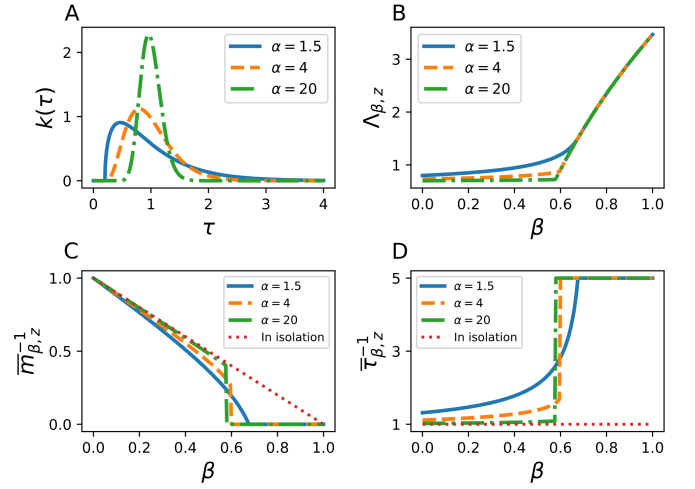 A
k(τ)
2
1
0
0 1 2 3 4
τ
α = 1.5
α = 4
α = 20
B
Λβ, z
3
2
1
0.0 0.2 0.4 0.6 0.8 1.0
β
α = 1.5
α = 4
α = 20
C
m̅⁻¹β, z
1.0
0.5
0.0
0.0 0.2 0.4 0.6 0.8 1.0
β
α = 1.5
α = 4
α = 20
In isolation
D
τ̅⁻¹β, z
5
3
1
0.0 0.2 0.4 0.6 0.8 1.0
β
α = 1.5
α = 4
α = 20
In isolation